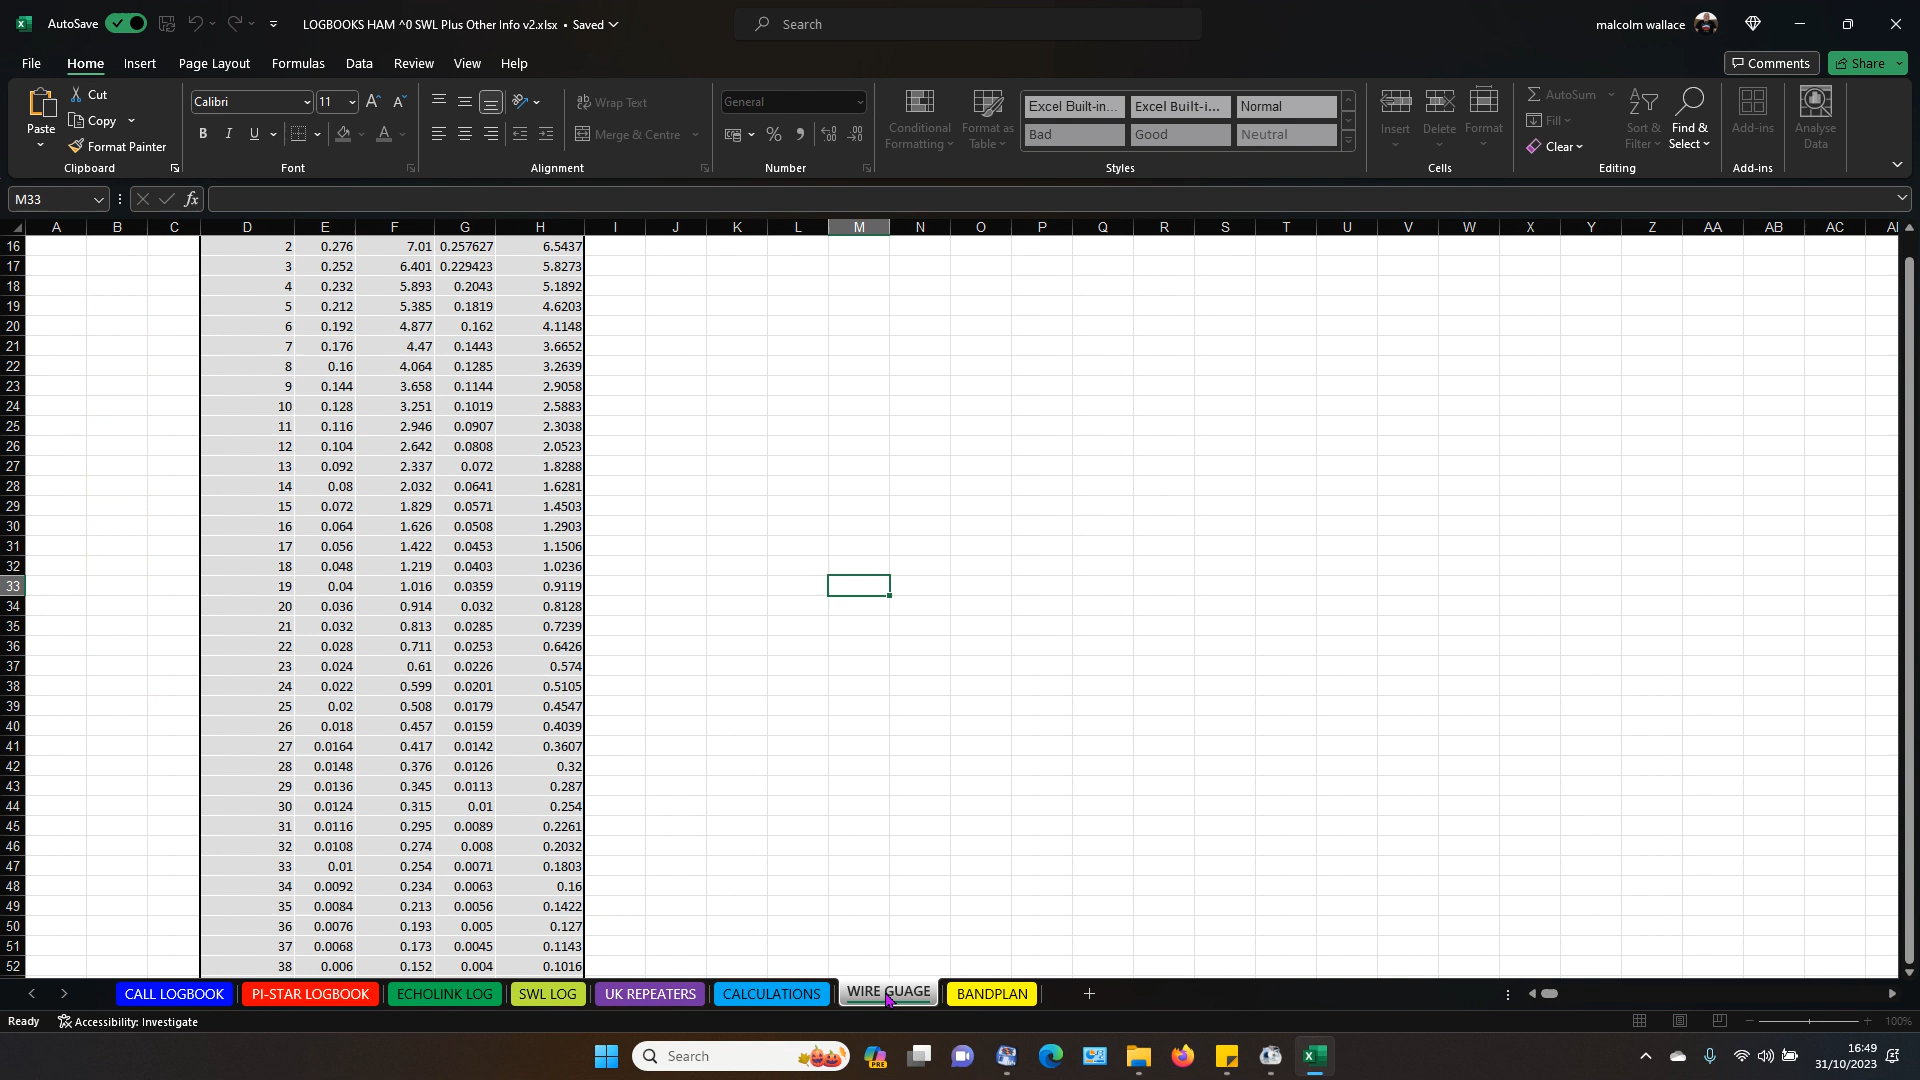 AutoSave LOGBOOKS HAM ^0 SWL Plus Other Info v2.xlsx • Saved Search malcolm wallace
File Home Insert Page Layout Formulas Data Review View Help Comments Share
Paste Cut Copy Format Painter Clipboard
Calibri 11 B I U Font
Wrap Text Merge & Centre Alignment
General % Number
Conditional Formatting Format as Table
Excel Built-in... Excel Built-i... Normal
Bad Good Neutral
Styles
Insert Delete Format Cells
AutoSum Fill Clear Sort & Filter Find & Select Editing
Add-ins Add-ins
Analyse Data
M33 fx
A B C D E F G H I J K L M N O P Q R S T U V W X Y Z AA AB AC
16 2 0.276 7.01 0.257627 6.5437
17 3 0.252 6.401 0.229423 5.8273
18 4 0.232 5.893 0.2043 5.1892
19 5 0.212 5.385 0.1819 4.6203
20 6 0.192 4.877 0.162 4.1148
21 7 0.176 4.47 0.1443 3.6652
22 8 0.16 4.064 0.1285 3.2639
23 9 0.144 3.658 0.1144 2.9058
24 10 0.128 3.251 0.1019 2.5883
25 11 0.116 2.946 0.0907 2.3038
26 12 0.104 2.642 0.0808 2.0523
27 13 0.092 2.337 0.072 1.8288
28 14 0.08 2.032 0.0641 1.6281
29 15 0.072 1.829 0.0571 1.4503
30 16 0.064 1.626 0.0508 1.2903
31 17 0.056 1.422 0.0453 1.1506
32 18 0.048 1.219 0.0403 1.0236
33 19 0.04 1.016 0.0359 0.9119
34 20 0.036 0.914 0.032 0.8128
35 21 0.032 0.813 0.0285 0.7239
36 22 0.028 0.711 0.0253 0.6426
37 23 0.024 0.61 0.0226 0.574
38 24 0.022 0.599 0.0201 0.5105
39 25 0.02 0.508 0.0179 0.4547
40 26 0.018 0.457 0.0159 0.4039
41 27 0.0164 0.417 0.0142 0.3607
42 28 0.0148 0.376 0.0126 0.32
43 29 0.0136 0.345 0.0113 0.287
44 30 0.0124 0.315 0.01 0.254
45 31 0.0116 0.295 0.0089 0.2261
46 32 0.0108 0.274 0.008 0.2032
47 33 0.01 0.254 0.0071 0.1803
48 34 0.0092 0.234 0.0063 0.16
49 35 0.0084 0.213 0.0056 0.1422
50 36 0.0076 0.193 0.005 0.127
51 37 0.0068 0.173 0.0045 0.1143
52 38 0.006 0.152 0.004 0.1016
CALL LOGBOOK PI-STAR LOGBOOK ECHOLINK LOG SWL LOG UK REPEATERS CALCULATIONS WIRE GUAGE BANDPLAN
Ready Accessibility: Investigate 100%
Search PRE 16:49
31/10/2023